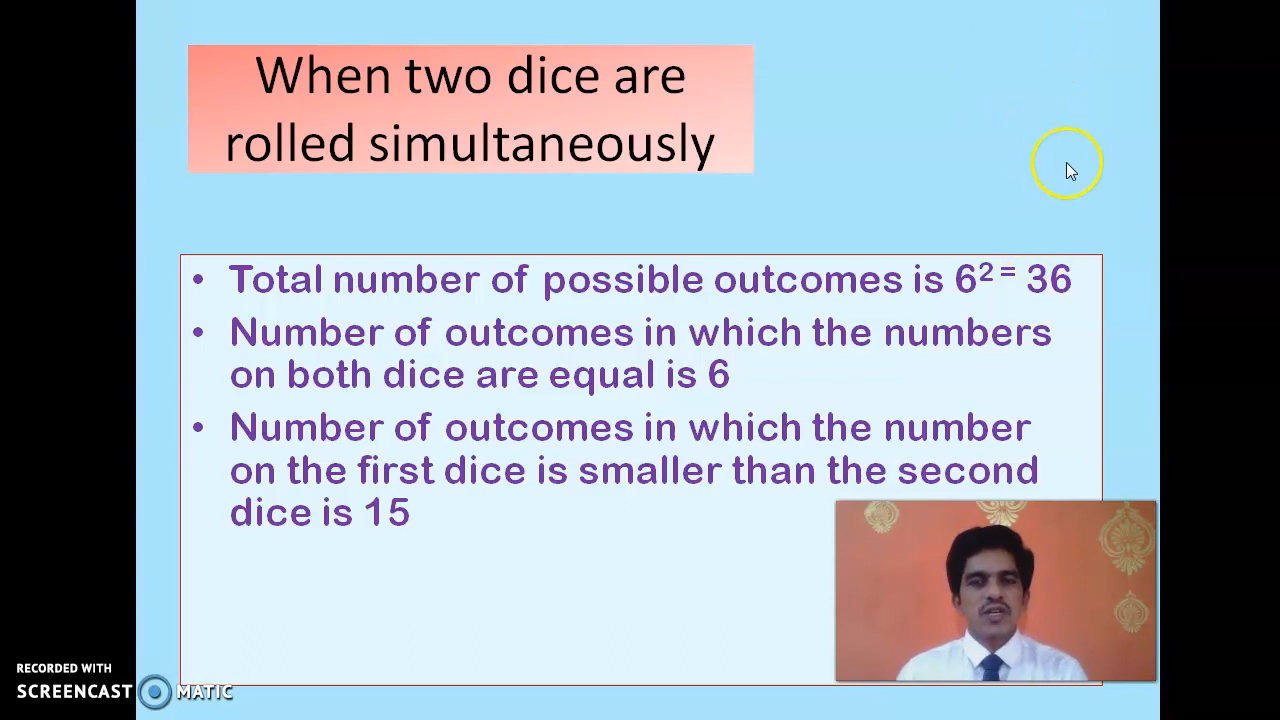 When two dice are
rolled simultaneously
• Total number of possible outcomes is 6² ⁼ 36
• Number of outcomes in which the numbers
on both dice are equal is 6
• Number of outcomes in which the number
on the first dice is smaller than the second
dice is 15
RECORDED WITH
SCREENCAST MATIC